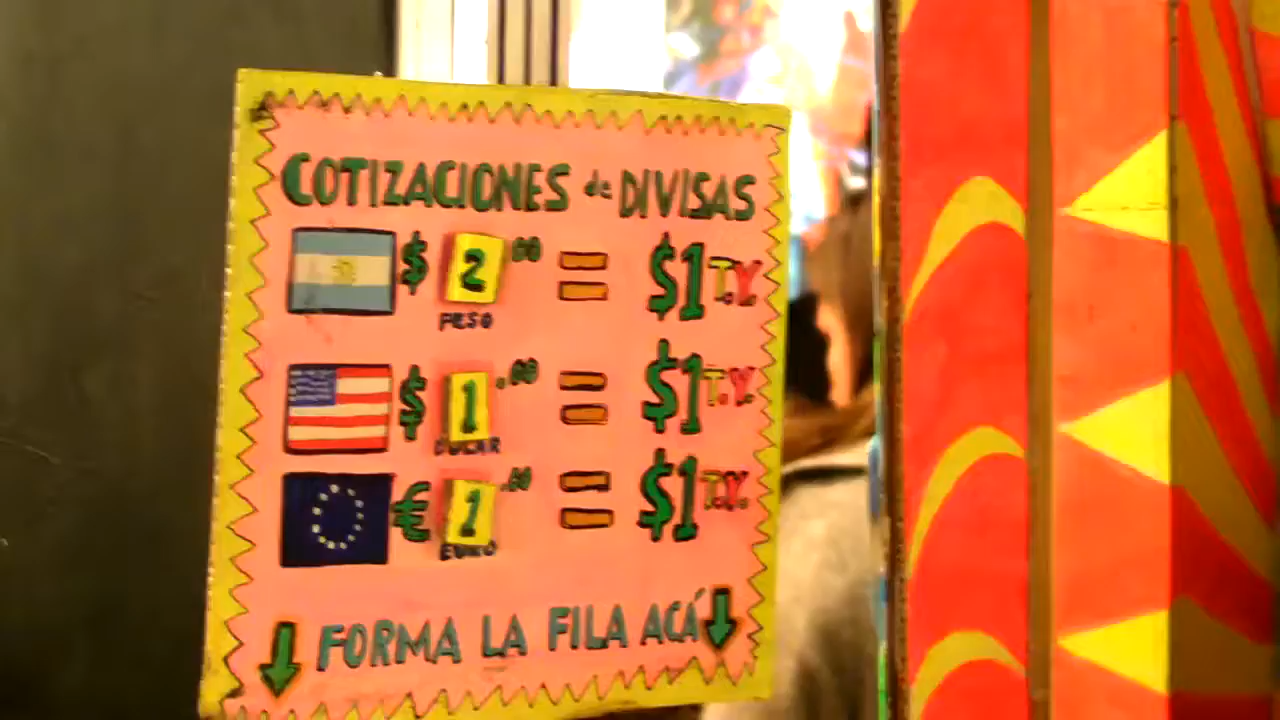 COTIZACIONES de DIVISAS
$ 2.00 = $1 T.Y.
PESO
$ 1.00 = $1 T.Y.
DOLAR
€ 1.00 = $1 T.Y.
EURO
FORMA LA FILA ACÁ